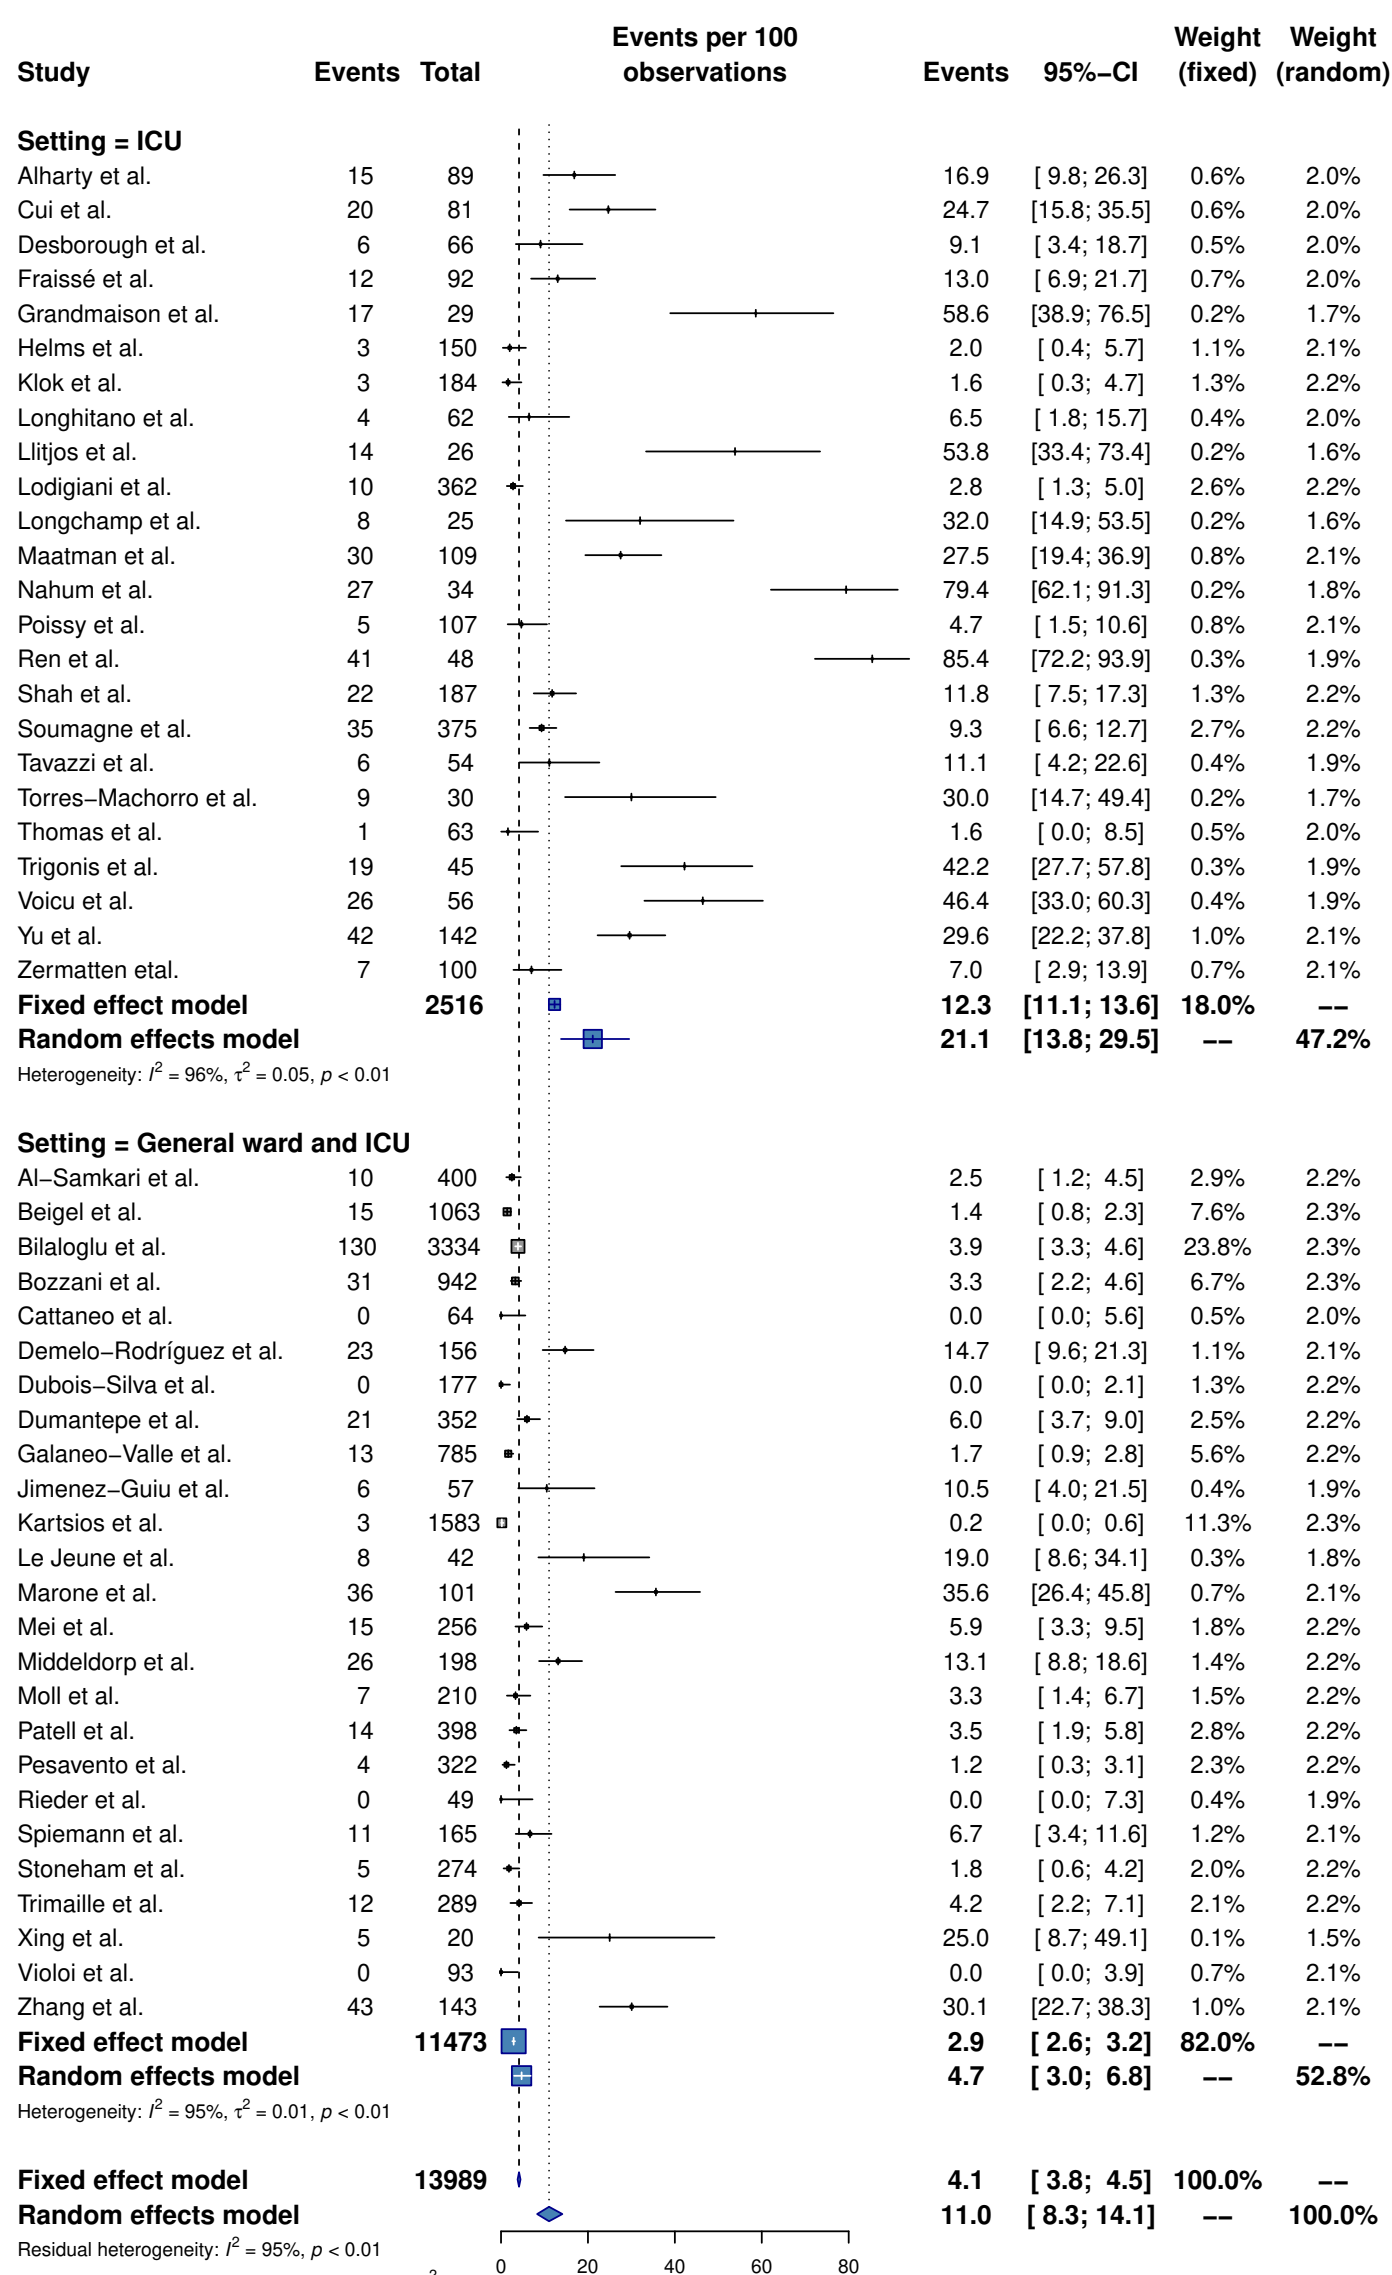 Events per 100 Weight Weight
Study Events Total observations Events 95%−CI (fixed) (random)
Setting = ICU
Alharty et al. 15 89 16.9 [ 9.8; 26.3] 0.6% 2.0%
Cui et al. 20 81 24.7 [15.8; 35.5] 0.6% 2.0%
Desborough et al. 6 66 9.1 [ 3.4; 18.7] 0.5% 2.0%
Fraissé et al. 12 92 13.0 [ 6.9; 21.7] 0.7% 2.0%
Grandmaison et al. 17 29 58.6 [38.9; 76.5] 0.2% 1.7%
Helms et al. 3 150 2.0 [ 0.4; 5.7] 1.1% 2.1%
Klok et al. 3 184 1.6 [ 0.3; 4.7] 1.3% 2.2%
Longhitano et al. 4 62 6.5 [ 1.8; 15.7] 0.4% 2.0%
Llitjos et al. 14 26 53.8 [33.4; 73.4] 0.2% 1.6%
Lodigiani et al. 10 362 2.8 [ 1.3; 5.0] 2.6% 2.2%
Longchamp et al. 8 25 32.0 [14.9; 53.5] 0.2% 1.6%
Maatman et al. 30 109 27.5 [19.4; 36.9] 0.8% 2.1%
Nahum et al. 27 34 79.4 [62.1; 91.3] 0.2% 1.8%
Poissy et al. 5 107 4.7 [ 1.5; 10.6] 0.8% 2.1%
Ren et al. 41 48 85.4 [72.2; 93.9] 0.3% 1.9%
Shah et al. 22 187 11.8 [ 7.5; 17.3] 1.3% 2.2%
Soumagne et al. 35 375 9.3 [ 6.6; 12.7] 2.7% 2.2%
Tavazzi et al. 6 54 11.1 [ 4.2; 22.6] 0.4% 1.9%
Torres−Machorro et al. 9 30 30.0 [14.7; 49.4] 0.2% 1.7%
Thomas et al. 1 63 1.6 [ 0.0; 8.5] 0.5% 2.0%
Trigonis et al. 19 45 42.2 [27.7; 57.8] 0.3% 1.9%
Voicu et al. 26 56 46.4 [33.0; 60.3] 0.4% 1.9%
Yu et al. 42 142 29.6 [22.2; 37.8] 1.0% 2.1%
Zermatten etal. 7 100 7.0 [ 2.9; 13.9] 0.7% 2.1%
Fixed effect model 2516 12.3 [11.1; 13.6] 18.0% −−
Random effects model 21.1 [13.8; 29.5] −− 47.2%
Heterogeneity: I² = 96%, τ² = 0.05, p < 0.01
Setting = General ward and ICU
Al−Samkari et al. 10 400 2.5 [ 1.2; 4.5] 2.9% 2.2%
Beigel et al. 15 1063 1.4 [ 0.8; 2.3] 7.6% 2.3%
Bilaloglu et al. 130 3334 3.9 [ 3.3; 4.6] 23.8% 2.3%
Bozzani et al. 31 942 3.3 [ 2.2; 4.6] 6.7% 2.3%
Cattaneo et al. 0 64 0.0 [ 0.0; 5.6] 0.5% 2.0%
Demelo−Rodríguez et al. 23 156 14.7 [ 9.6; 21.3] 1.1% 2.1%
Dubois−Silva et al. 0 177 0.0 [ 0.0; 2.1] 1.3% 2.2%
Dumantepe et al. 21 352 6.0 [ 3.7; 9.0] 2.5% 2.2%
Galaneo−Valle et al. 13 785 1.7 [ 0.9; 2.8] 5.6% 2.2%
Jimenez−Guiu et al. 6 57 10.5 [ 4.0; 21.5] 0.4% 1.9%
Kartsios et al. 3 1583 0.2 [ 0.0; 0.6] 11.3% 2.3%
Le Jeune et al. 8 42 19.0 [ 8.6; 34.1] 0.3% 1.8%
Marone et al. 36 101 35.6 [26.4; 45.8] 0.7% 2.1%
Mei et al. 15 256 5.9 [ 3.3; 9.5] 1.8% 2.2%
Middeldorp et al. 26 198 13.1 [ 8.8; 18.6] 1.4% 2.2%
Moll et al. 7 210 3.3 [ 1.4; 6.7] 1.5% 2.2%
Patell et al. 14 398 3.5 [ 1.9; 5.8] 2.8% 2.2%
Pesavento et al. 4 322 1.2 [ 0.3; 3.1] 2.3% 2.2%
Rieder et al. 0 49 0.0 [ 0.0; 7.3] 0.4% 1.9%
Spiemann et al. 11 165 6.7 [ 3.4; 11.6] 1.2% 2.1%
Stoneham et al. 5 274 1.8 [ 0.6; 4.2] 2.0% 2.2%
Trimaille et al. 12 289 4.2 [ 2.2; 7.1] 2.1% 2.2%
Xing et al. 5 20 25.0 [ 8.7; 49.1] 0.1% 1.5%
Violoi et al. 0 93 0.0 [ 0.0; 3.9] 0.7% 2.1%
Zhang et al. 43 143 30.1 [22.7; 38.3] 1.0% 2.1%
Fixed effect model 11473 2.9 [ 2.6; 3.2] 82.0% −−
Random effects model 4.7 [ 3.0; 6.8] −− 52.8%
Heterogeneity: I² = 95%, τ² = 0.01, p < 0.01
Fixed effect model 13989 4.1 [ 3.8; 4.5] 100.0% −−
Random effects model 11.0 [ 8.3; 14.1] −− 100.0%
Residual heterogeneity: I² = 95%, p < 0.01
0 20 40 60 80